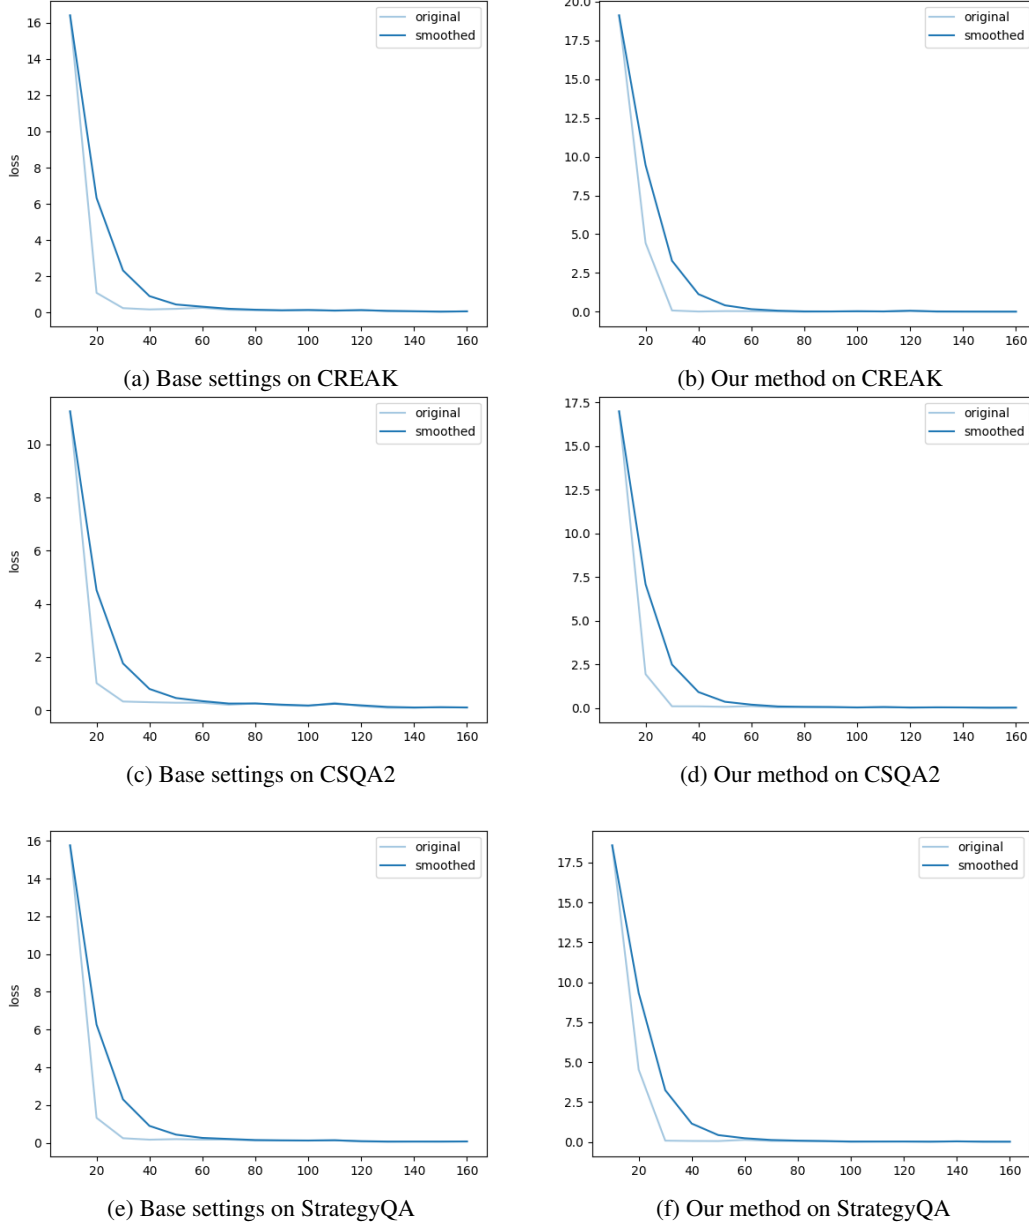 original
smoothed
16
14
12
10
8
6
4
2
0
loss
20 40 60 80 100 120 140 160
(a) Base settings on CREAK
original
smoothed
20.0
17.5
15.0
12.5
10.0
7.5
5.0
2.5
0.0
20 40 60 80 100 120 140 160
(b) Our method on CREAK
original
smoothed
10
8
6
4
2
0
loss
20 40 60 80 100 120 140 160
(c) Base settings on CSQA2
original
smoothed
17.5
15.0
12.5
10.0
7.5
5.0
2.5
0.0
20 40 60 80 100 120 140 160
(d) Our method on CSQA2
original
smoothed
16
14
12
10
8
6
4
2
0
loss
20 40 60 80 100 120 140 160
(e) Base settings on StrategyQA
original
smoothed
17.5
15.0
12.5
10.0
7.5
5.0
2.5
0.0
20 40 60 80 100 120 140 160
(f) Our method on StrategyQA